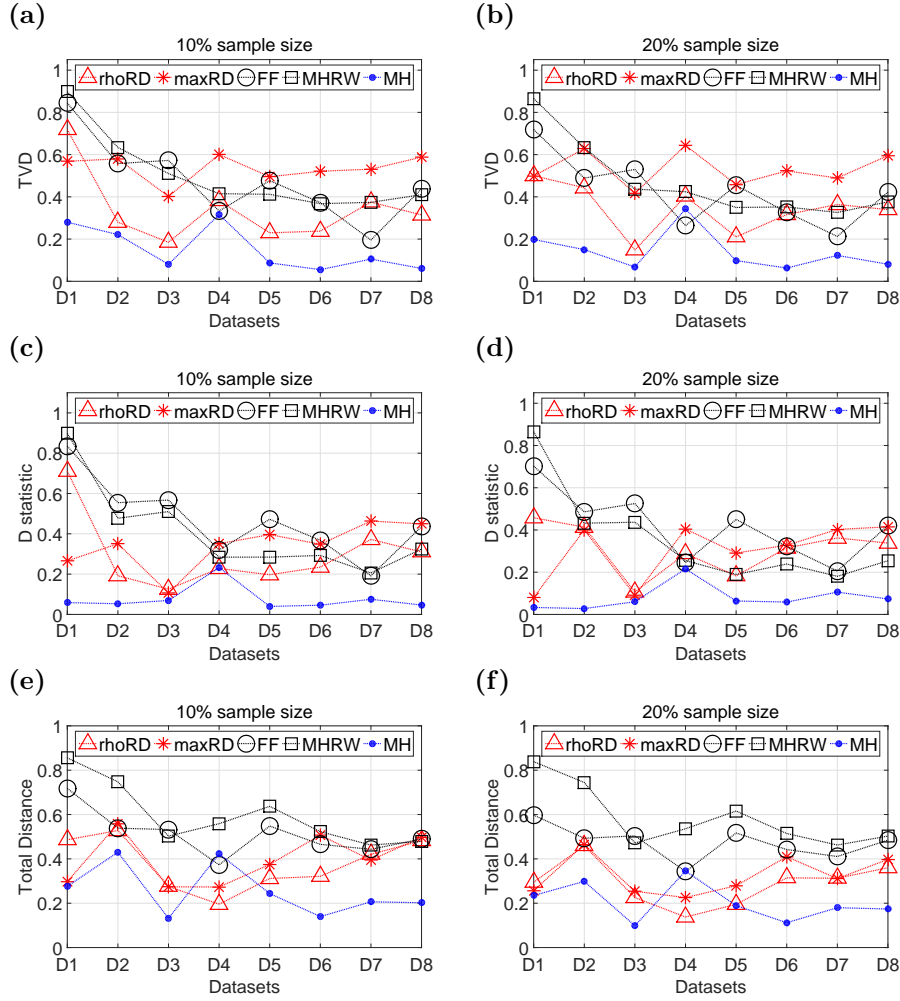 (a)
10% sample size
rhoRD maxRD FF MHRW MH
1
0.8
0.6
0.4
0.2
0
TVD
D1 D2 D3 D4 D5 D6 D7 D8
Datasets
(b)
20% sample size
rhoRD maxRD FF MHRW MH
1
0.8
0.6
0.4
0.2
0
TVD
D1 D2 D3 D4 D5 D6 D7 D8
Datasets
(c)
10% sample size
rhoRD maxRD FF MHRW MH
1
0.8
0.6
0.4
0.2
0
D statistic
D1 D2 D3 D4 D5 D6 D7 D8
Datasets
(d)
20% sample size
rhoRD maxRD FF MHRW MH
1
0.8
0.6
0.4
0.2
0
D statistic
D1 D2 D3 D4 D5 D6 D7 D8
Datasets
(e)
10% sample size
rhoRD maxRD FF MHRW MH
1
0.8
0.6
0.4
0.2
0
Total Distance
D1 D2 D3 D4 D5 D6 D7 D8
Datasets
(f)
20% sample size
rhoRD maxRD FF MHRW MH
1
0.8
0.6
0.4
0.2
0
Total Distance
D1 D2 D3 D4 D5 D6 D7 D8
Datasets